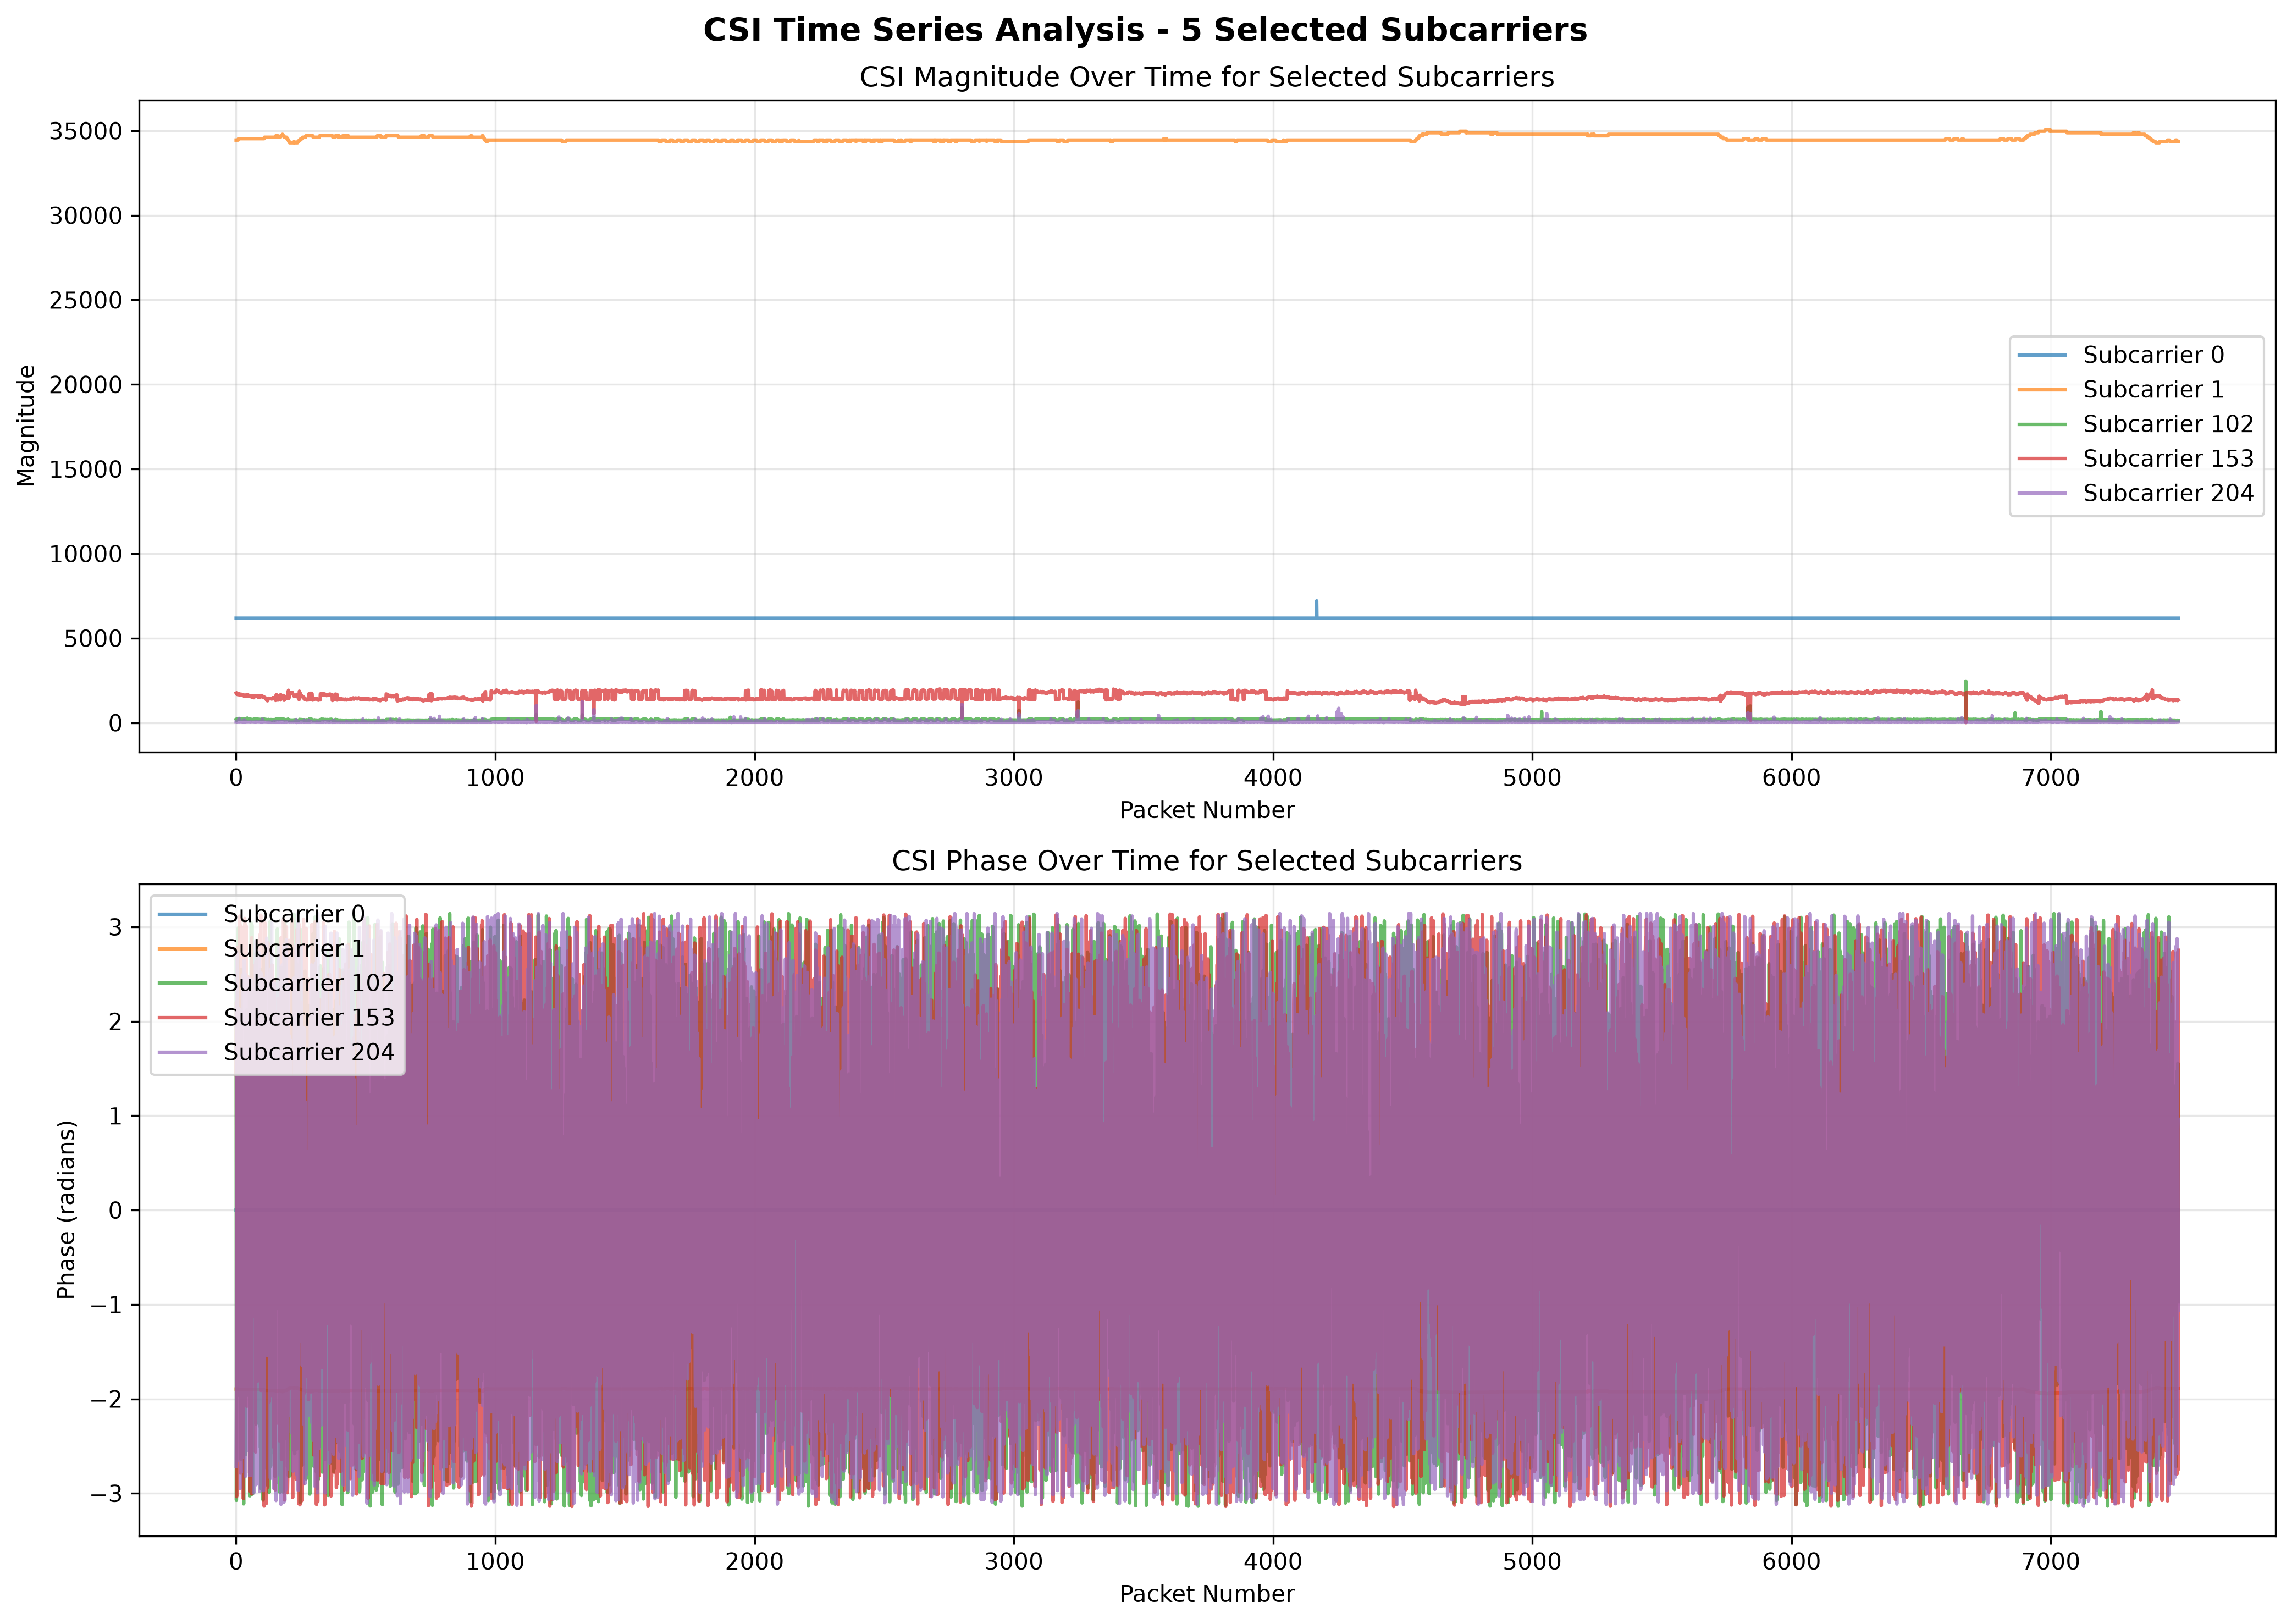 CSI Time Series Analysis - 5 Selected Subcarriers
CSI Magnitude Over Time for Selected Subcarriers
35000
30000
25000
20000
15000
10000
5000
0
Magnitude
Subcarrier 0
Subcarrier 1
Subcarrier 102
Subcarrier 153
Subcarrier 204
0 1000 2000 3000 4000 5000 6000 7000
Packet Number
CSI Phase Over Time for Selected Subcarriers
Subcarrier 0
Subcarrier 1
Subcarrier 102
Subcarrier 153
Subcarrier 204
3
2
1
0
−1
−2
−3
Phase (radians)
0 1000 2000 3000 4000 5000 6000 7000
Packet Number